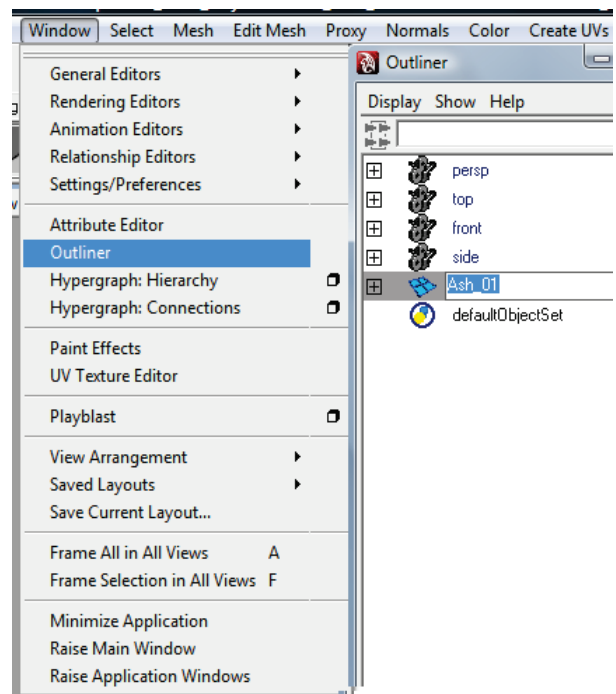 Window Select Mesh Edit Mesh Proxy Normals Color Create UVs
General Editors
Rendering Editors
Animation Editors
Relationship Editors
Settings/Preferences
Attribute Editor
Outliner
Hypergraph: Hierarchy
Hypergraph: Connections
Paint Effects
UV Texture Editor
Playblast
View Arrangement
Saved Layouts
Save Current Layout...
Frame All in All Views A
Frame Selection in All Views F
Minimize Application
Raise Main Window
Raise Application Windows
Outliner
Display Show Help
persp
top
front
side
Ash_01
defaultObjectSet